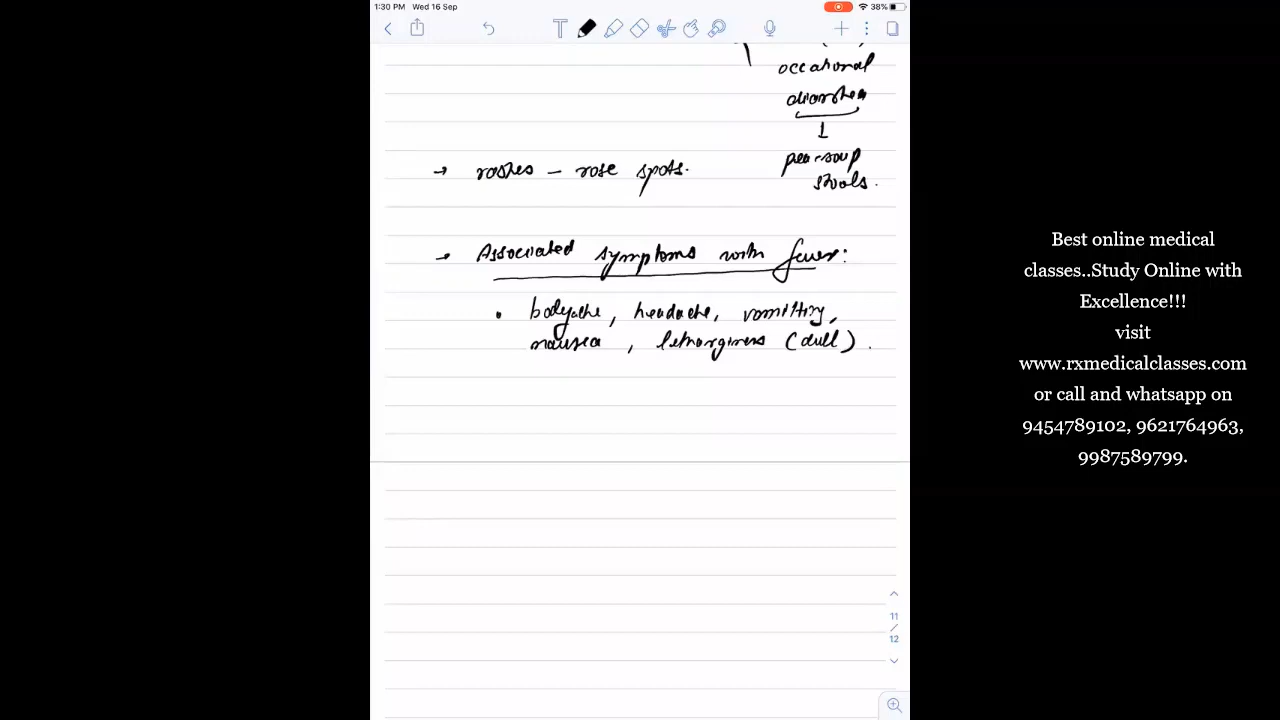 1:30 PM Wed 16 Sep
38%
occational
diarrhea
pea-soup
stools.
→ rashes – rose spots.
→ Associated symptoms with fever:
• bodyache, headache, vomitting,
nausea, letharginess (dull).
11
/
12
Best online medical
classes..Study Online with
Excellence!!!
visit
www.rxmedicalclasses.com
or call and whatsapp on
9454789102, 9621764963,
9987589799.